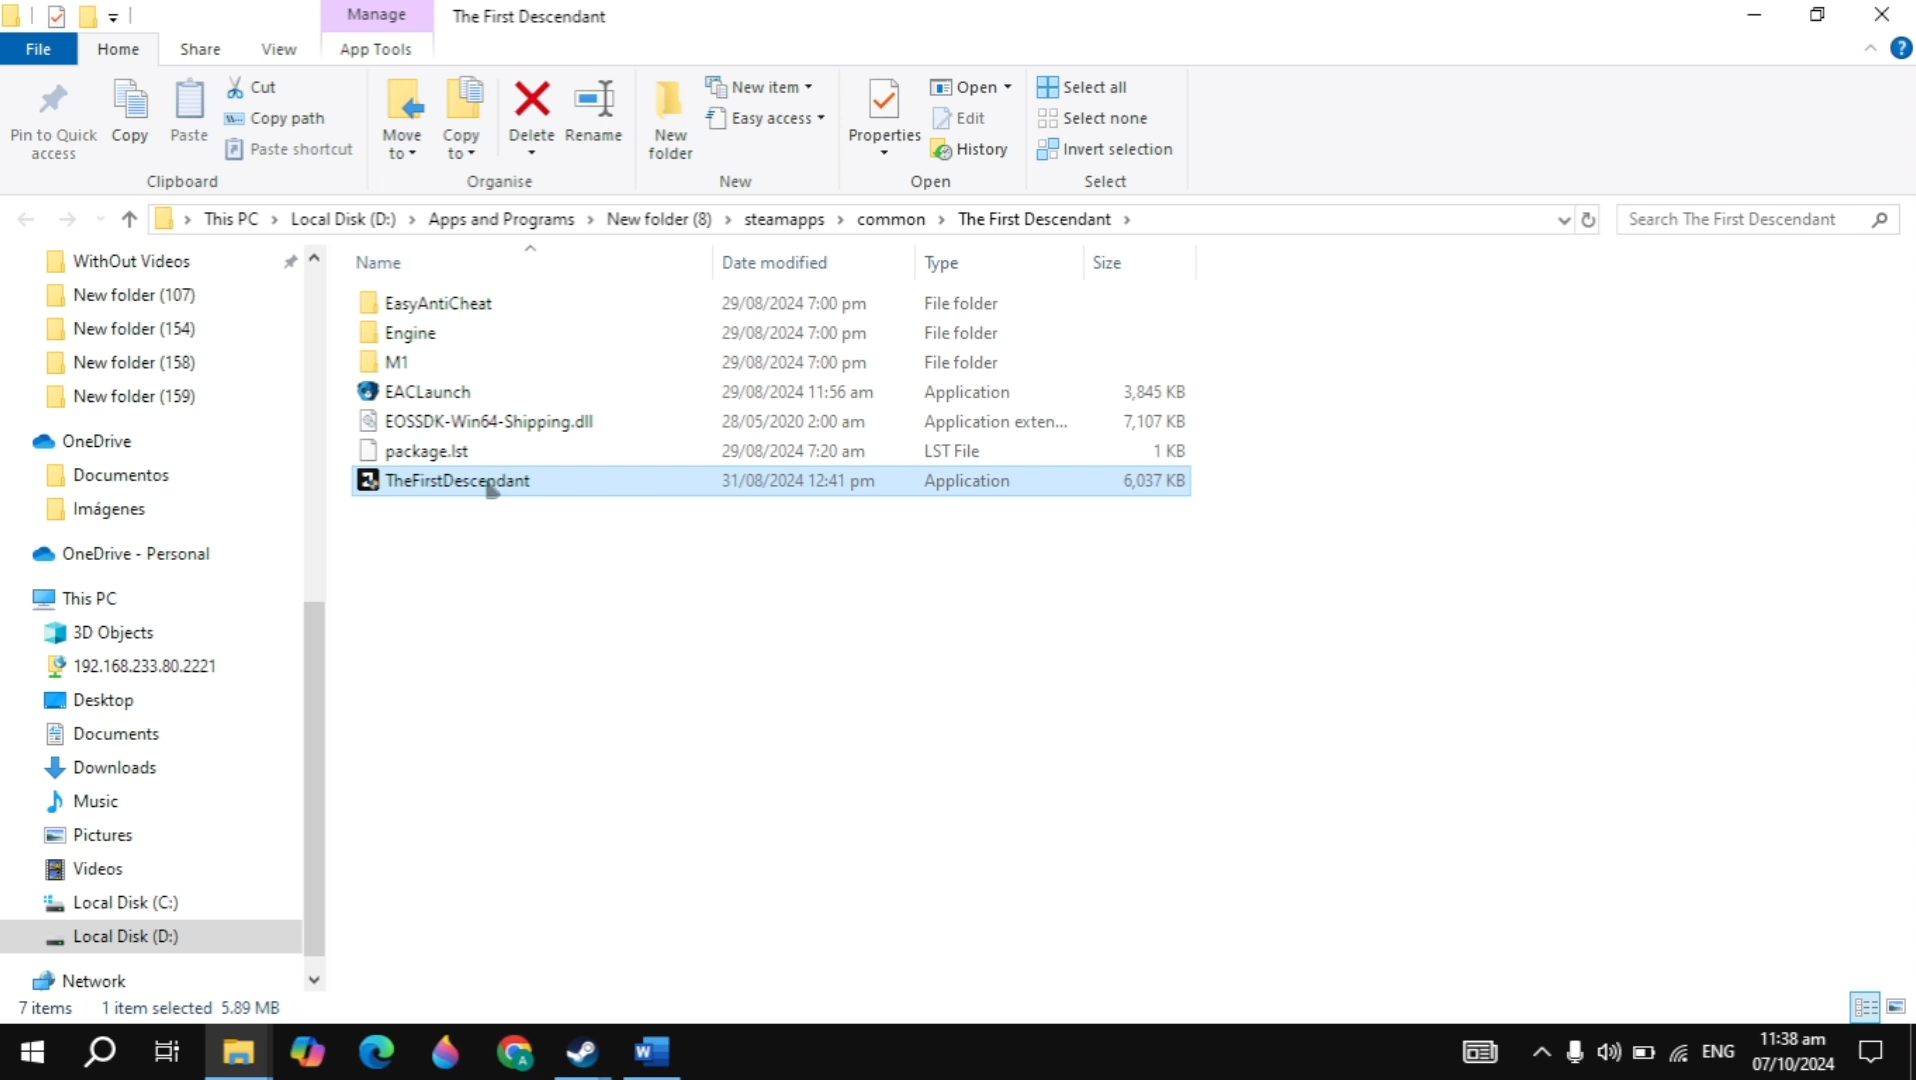 Manage
The First Descendant
File Home Share View App Tools
Pin to Quick access
Copy
Paste
Cut
Copy path
Paste shortcut
Clipboard
Move to
Copy to
Delete
Rename
Organise
New folder
New item
Easy access
New
Properties
Open
Edit
History
Open
Select all
Select none
Invert selection
Select
This PC > Local Disk (D:) > Apps and Programs > New folder (8) > steamapps > common > The First Descendant >
Search The First Descendant
WithOut Videos
New folder (107)
New folder (154)
New folder (158)
New folder (159)
OneDrive
Documentos
Imágenes
OneDrive - Personal
This PC
3D Objects
192.168.233.80.2221
Desktop
Documents
Downloads
Music
Pictures
Videos
Local Disk (C:)
Local Disk (D:)
Network
Name Date modified Type Size
EasyAntiCheat 29/08/2024 7:00 pm File folder
Engine 29/08/2024 7:00 pm File folder
M1 29/08/2024 7:00 pm File folder
EACLaunch 29/08/2024 11:56 am Application 3,845 KB
EOSSDK-Win64-Shipping.dll 28/05/2020 2:00 am Application exten... 7,107 KB
package.lst 29/08/2024 7:20 am LST File 1 KB
TheFirstDescendant 31/08/2024 12:41 pm Application 6,037 KB
7 items 1 item selected 5.89 MB
ENG
11:38 am
07/10/2024